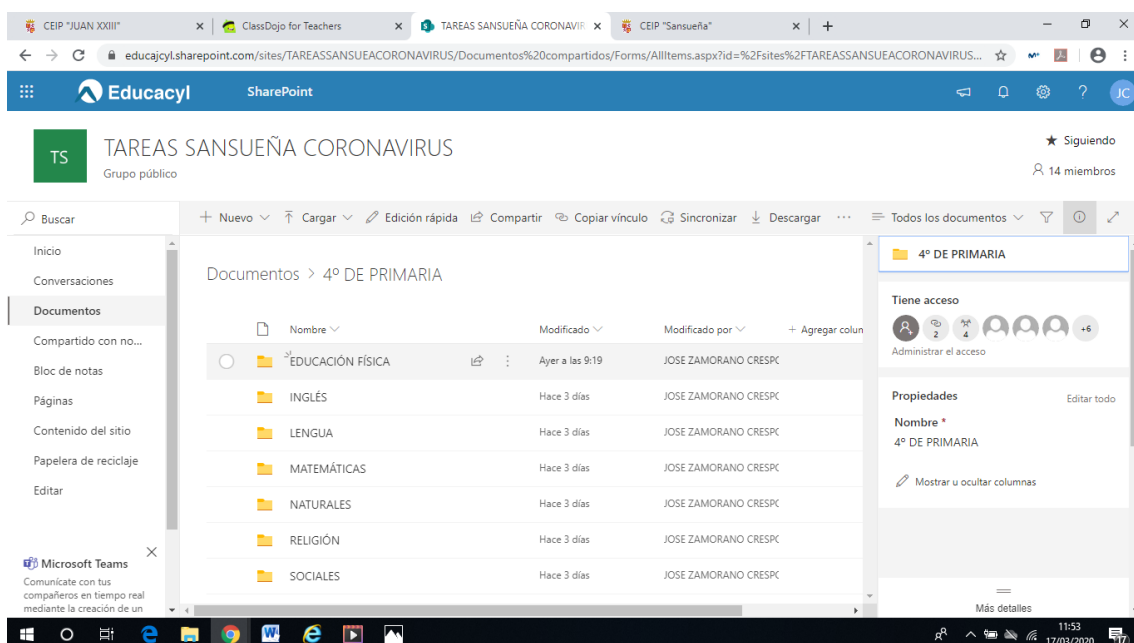 CEIP "JUAN XXIII"
ClassDojo for Teachers
TAREAS SANSUEÑA CORONAVIR
CEIP "Sansueña"
educajcyl.sharepoint.com/sites/TAREASSANSUEACORONAVIRUS/Documentos%20compartidos/Forms/AllItems.aspx?id=%2Fsites%2FTAREASSANSUEACORONAVIRUS...
Educacyl SharePoint ? JC
TS
TAREAS SANSUEÑA CORONAVIRUS
Grupo público
Siguiendo
14 miembros
Buscar
Nuevo Cargar Edición rápida Compartir Copiar vínculo Sincronizar Descargar ... Todos los documentos
Inicio
Conversaciones
Documentos
Compartido con no...
Bloc de notas
Páginas
Contenido del sitio
Papelera de reciclaje
Editar
Microsoft Teams
Comunícate con tus
compañeros en tiempo real
mediante la creación de un
Documentos > 4º DE PRIMARIA
Nombre Modificado Modificado por + Agregar colun
EDUCACIÓN FÍSICA Ayer a las 9:19 JOSE ZAMORANO CRESPO
INGLÉS Hace 3 días JOSE ZAMORANO CRESPO
LENGUA Hace 3 días JOSE ZAMORANO CRESPO
MATEMÁTICAS Hace 3 días JOSE ZAMORANO CRESPO
NATURALES Hace 3 días JOSE ZAMORANO CRESPO
RELIGIÓN Hace 3 días JOSE ZAMORANO CRESPO
SOCIALES Hace 3 días JOSE ZAMORANO CRESPO
4º DE PRIMARIA
Tiene acceso
2 4 +6
Administrar el acceso
Propiedades Editar todo
Nombre *
4º DE PRIMARIA
Mostrar u ocultar columnas
Más detalles
11:53
17/03/2020
17